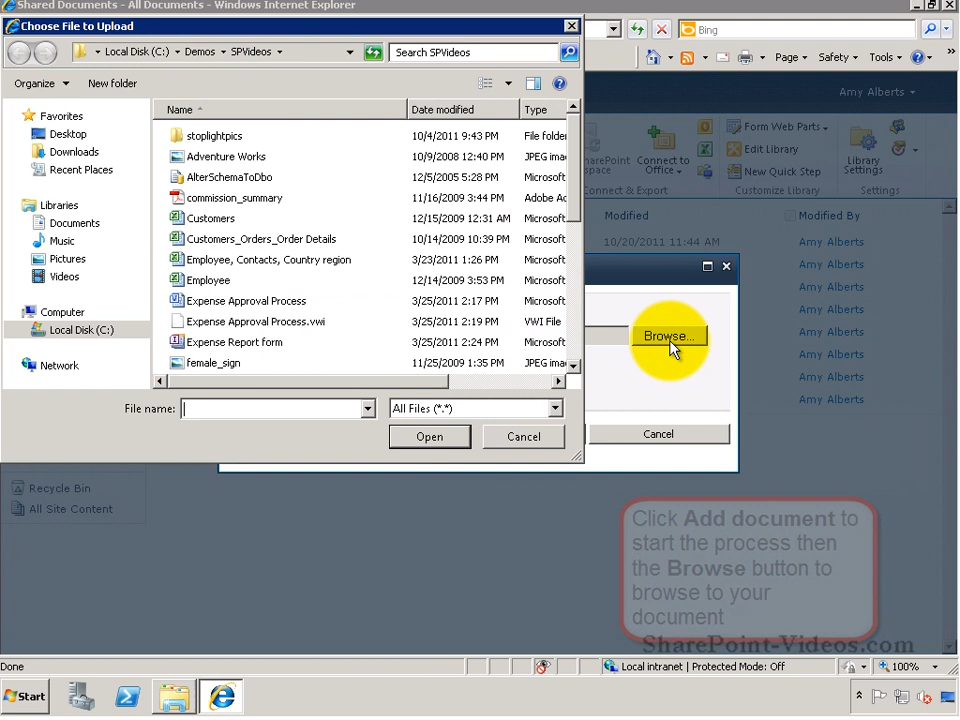 Shared Documents - All Documents - Windows Internet Explorer
Choose File to Upload
Local Disk (C:) Demos SPVideos
Search SPVideos
Bing
Organize New folder
Page Safety Tools
Amy Alberts
Name Date modified Type
Favorites
Desktop
Downloads
Recent Places
Libraries
Documents
Music
Pictures
Videos
Computer
Local Disk (C:)
Network
stoplightpics 10/4/2011 9:43 PM File folder
Adventure Works 10/9/2008 12:40 PM JPEG ima
AlterSchemaToDbo 12/5/2005 5:28 PM Microsoft
commission_summary 11/16/2009 3:44 PM Adobe Ac
Customers 12/15/2009 12:31 AM Microsoft
Customers_Orders_Order Details 10/14/2009 10:39 PM Microsoft
Employee, Contacts, Country region 3/23/2011 1:26 PM Microsoft
Employee 12/14/2009 3:53 PM Microsoft
Expense Approval Process 3/25/2011 2:17 PM Microsoft
Expense Approval Process.vwi 3/25/2011 2:19 PM VWI File
Expense Report form 3/25/2011 2:24 PM Microsoft
female_sign 11/25/2009 1:35 PM JPEG ima
File name: All Files (*.*)
Open Cancel
Connect to
Office
Form Web Parts
Edit Library
New Quick Step
Library
Settings
Connect & Export Customize Library Settings
Modified Modified By
10/20/2011 11:44 AM Amy Alberts
Amy Alberts
Amy Alberts
Amy Alberts
Amy Alberts
Amy Alberts
Amy Alberts
Amy Alberts
Browse...
Cancel
Recycle Bin
All Site Content
Click Add document to
start the process then
the Browse button to
browse to your
document
SharePoint-Videos.com
Done
Local intranet | Protected Mode: Off
100%
Start